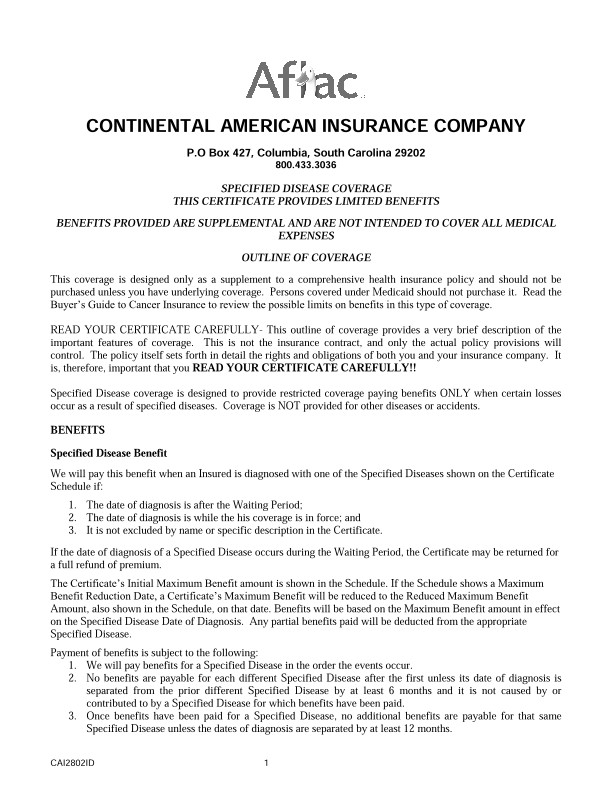 Aflac
CONTINENTAL AMERICAN INSURANCE COMPANY
P.O Box 427, Columbia, South Carolina 29202
800.433.3036
SPECIFIED DISEASE COVERAGE
THIS CERTIFICATE PROVIDES LIMITED BENEFITS
BENEFITS PROVIDED ARE SUPPLEMENTAL AND ARE NOT INTENDED TO COVER ALL MEDICAL
EXPENSES
OUTLINE OF COVERAGE
This coverage is designed only as a supplement to a comprehensive health insurance policy and should not be
purchased unless you have underlying coverage. Persons covered under Medicaid should not purchase it. Read the
Buyer's Guide to Cancer Insurance to review the possible limits on benefits in this type of coverage.
READ YOUR CERTIFICATE CAREFULLY- This outline of coverage provides a very brief description of the
important features of coverage. This is not the insurance contract, and only the actual policy provisions will
control. The policy itself sets forth in detail the rights and obligations of both you and your insurance company. It
is, therefore, important that you READ YOUR CERTIFICATE CAREFULLY!!
Specified Disease coverage is designed to provide restricted coverage paying benefits ONLY when certain losses
occur as a result of specified diseases. Coverage is NOT provided for other diseases or accidents.
BENEFITS
Specified Disease Benefit
We will pay this benefit when an Insured is diagnosed with one of the Specified Diseases shown on the Certificate
Schedule if:
1. The date of diagnosis is after the Waiting Period;
2. The date of diagnosis is while the his coverage is in force; and
3. It is not excluded by name or specific description in the Certificate.
If the date of diagnosis of a Specified Disease occurs during the Waiting Period, the Certificate may be returned for
a full refund of premium.
The Certificate's Initial Maximum Benefit amount is shown in the Schedule. If the Schedule shows a Maximum
Benefit Reduction Date, a Certificate's Maximum Benefit will be reduced to the Reduced Maximum Benefit
Amount, also shown in the Schedule, on that date. Benefits will be based on the Maximum Benefit amount in effect
on the Specified Disease Date of Diagnosis. Any partial benefits paid will be deducted from the appropriate
Specified Disease.
Payment of benefits is subject to the following:
1. We will pay benefits for a Specified Disease in the order the events occur.
2. No benefits are payable for each different Specified Disease after the first unless its date of diagnosis is
separated from the prior different Specified Disease by at least 6 months and it is not caused by or
contributed to by a Specified Disease for which benefits have been paid.
3. Once benefits have been paid for a Specified Disease, no additional benefits are payable for that same
Specified Disease unless the dates of diagnosis are separated by at least 12 months.
CAI2802ID 1